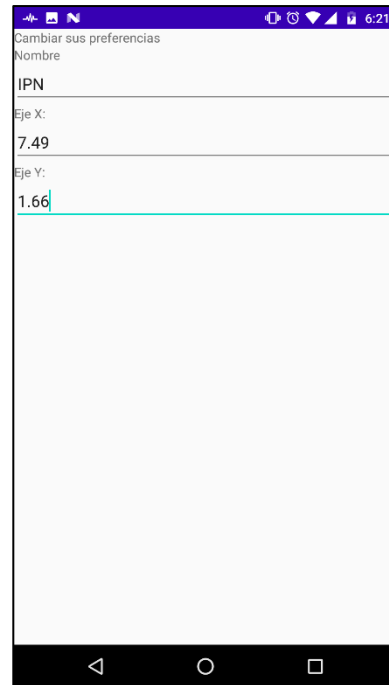 6:21
Cambiar sus preferencias
Nombre
IPN
Eje X:
7.49
Eje Y:
1.66